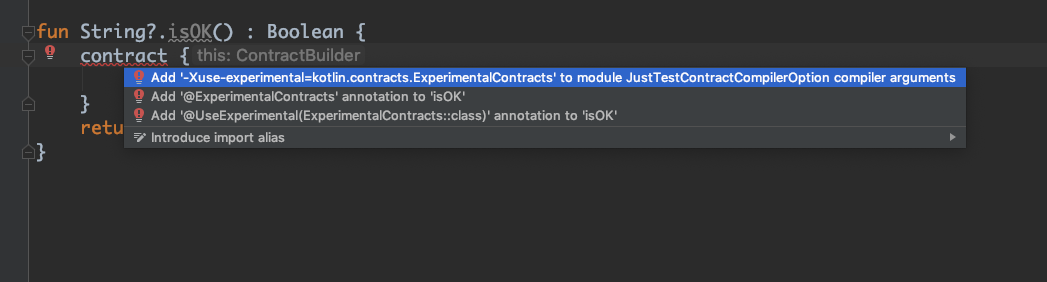 fun String?.isOK() : Boolean {
contract { this: ContractBuilder
Add '-Xuse-experimental=kotlin.contracts.ExperimentalContracts' to module JustTestContractCompilerOption compiler arguments
Add '@ExperimentalContracts' annotation to 'isOK'
}
Add '@UseExperimental(ExperimentalContracts::class)' annotation to 'isOK'
retu
Introduce import alias
}